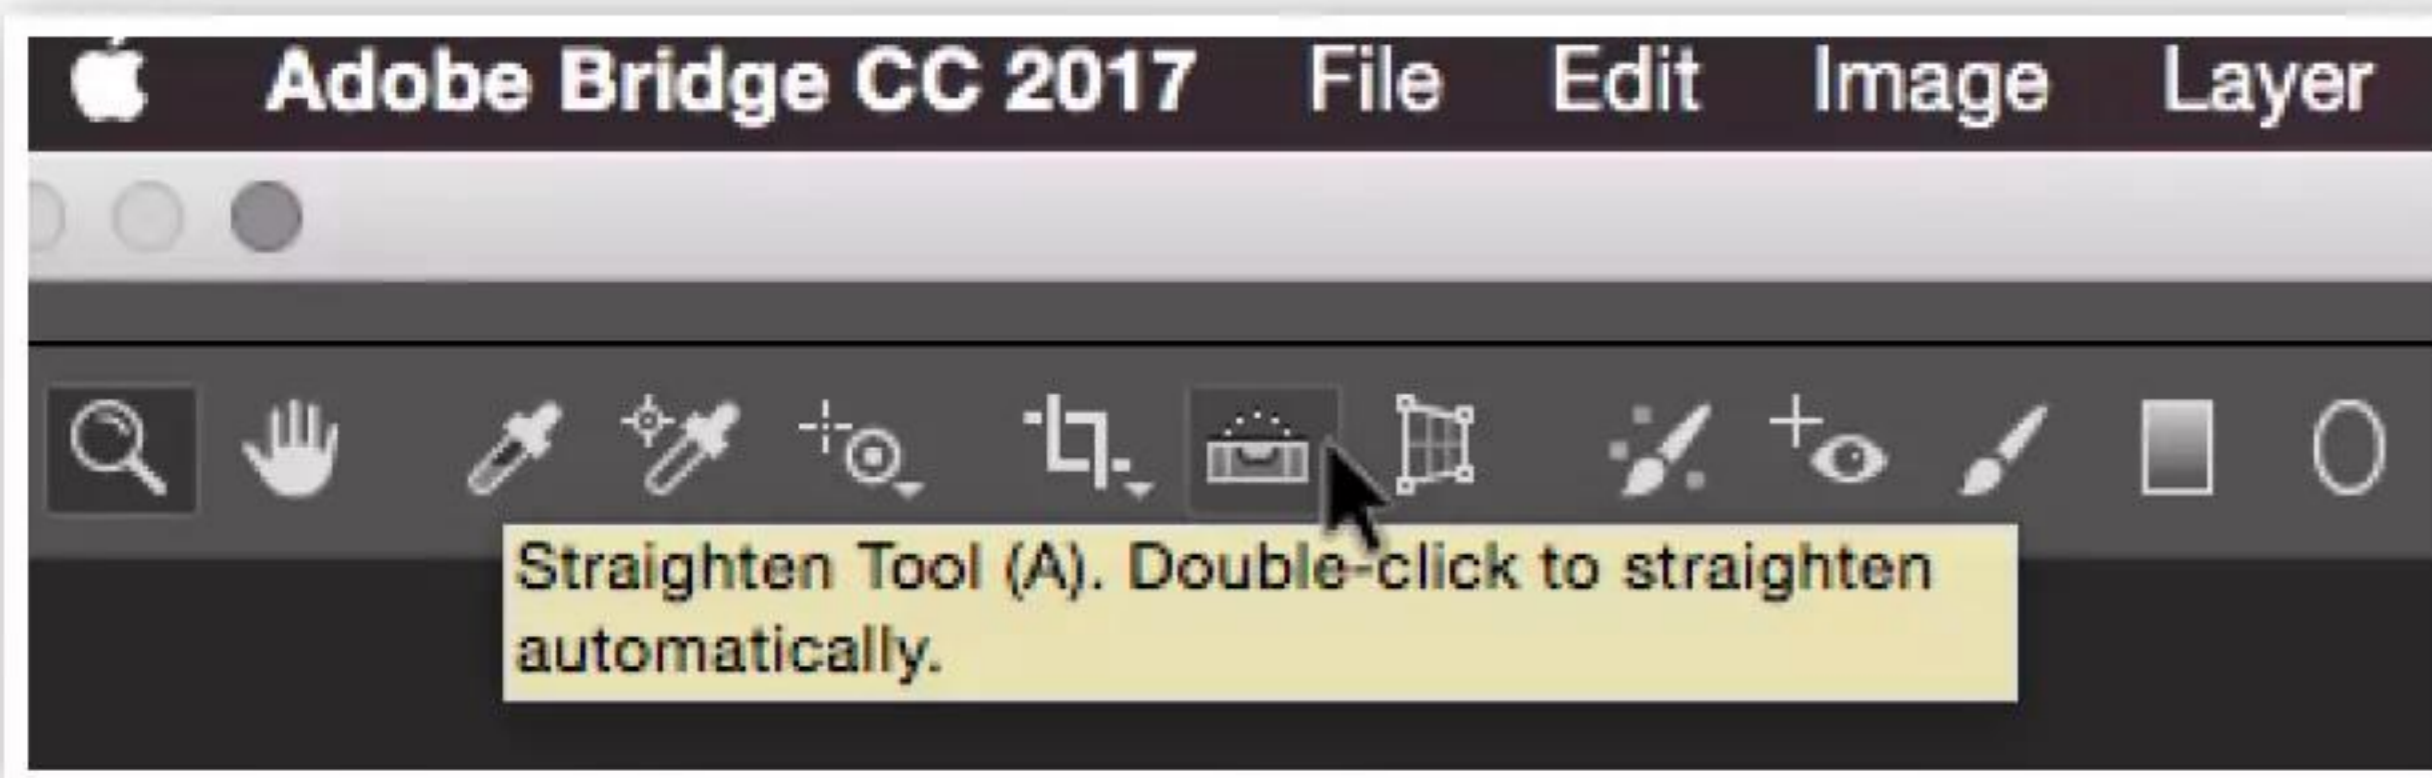 Adobe Bridge CC 2017 File Edit Image Layer
Straighten Tool (A). Double-click to straighten
automatically.